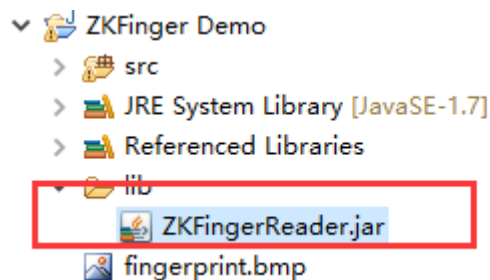 ZKFinger Demo
src
JRE System Library [JavaSE-1.7]
Referenced Libraries
lib
ZKFingerReader.jar
fingerprint.bmp